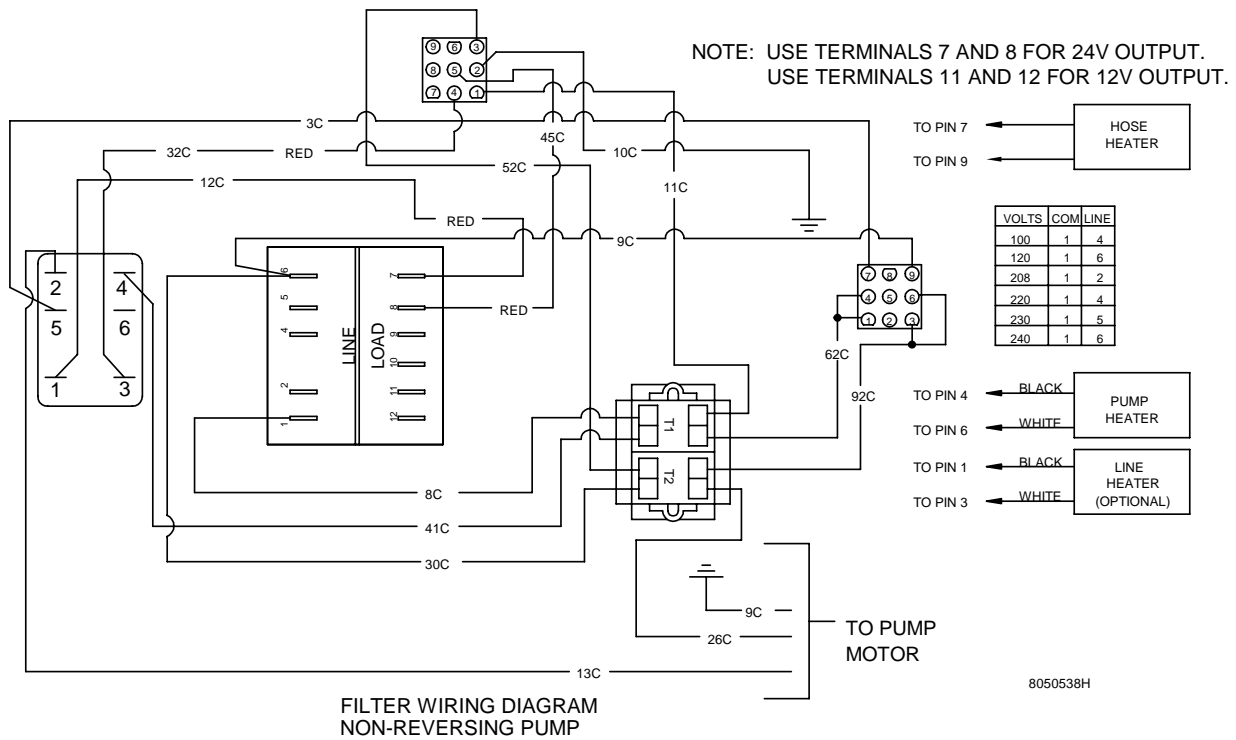 NOTE: USE TERMINALS 7 AND 8 FOR 24V OUTPUT.
USE TERMINALS 11 AND 12 FOR 12V OUTPUT.
9 6 3
8 5 2
7 4 1
3C
32C RED
12C
45C
10C
52C
11C
RED
9C
TO PIN 7
TO PIN 9
HOSE
HEATER
VOLTS COM LINE
100 1 4
120 1 6
208 1 2
220 1 4
230 1 5
240 1 6
2 4
5 6
1 3
6
5
4
2
1
LINE
LOAD
7
8
9
10
11
12
RED
7 8 9
4 5 6
1 2 3
62C
92C
T1
T2
TO PIN 4 BLACK
TO PIN 6 WHITE
PUMP
HEATER
TO PIN 1 BLACK
TO PIN 3 WHITE
LINE
HEATER
(OPTIONAL)
8C
41C
30C
9C
26C
13C
TO PUMP
MOTOR
8050538H
FILTER WIRING DIAGRAM
NON-REVERSING PUMP